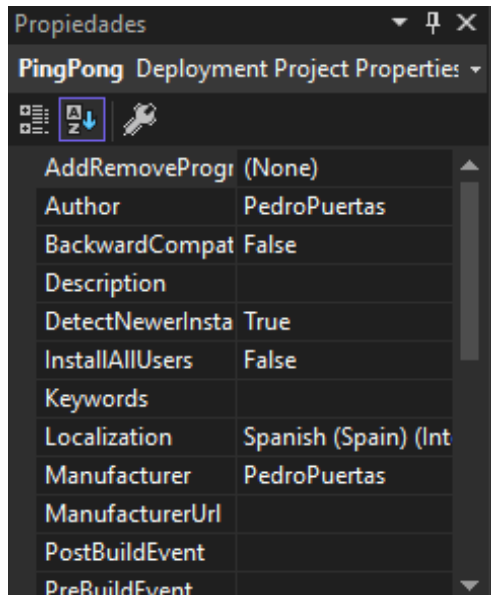 Propiedades
PingPong Deployment Project Properties
AddRemoveProgr (None)
Author PedroPuertas
BackwardCompat False
Description
DetectNewerInsta True
InstallAllUsers False
Keywords
Localization Spanish (Spain) (Int
Manufacturer PedroPuertas
ManufacturerUrl
PostBuildEvent
PreBuildEvent